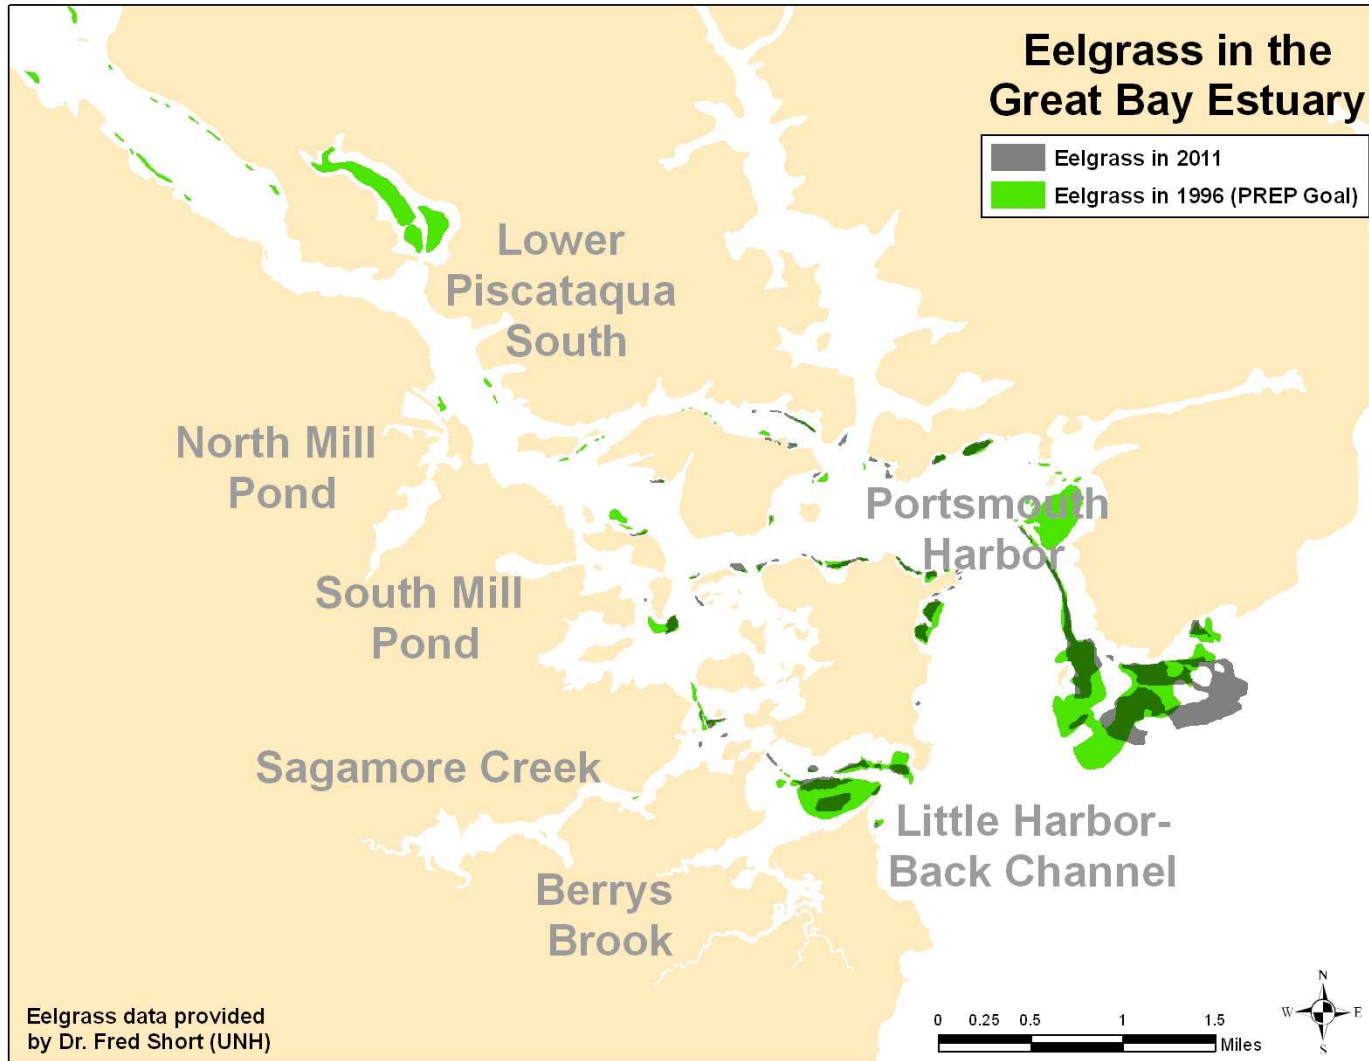 Eelgrass in the
Great Bay Estuary
Eelgrass in 2011
Eelgrass in 1996 (PREP Goal)
Lower
Piscataqua
South
North Mill
Pond
Portsmouth
Harbor
South Mill
Pond
Sagamore Creek
Little Harbor-
Back Channel
Berrys
Brook
Eelgrass data provided
by Dr. Fred Short (UNH)
0 0.25 0.5 1 1.5
Miles
N
W E
S